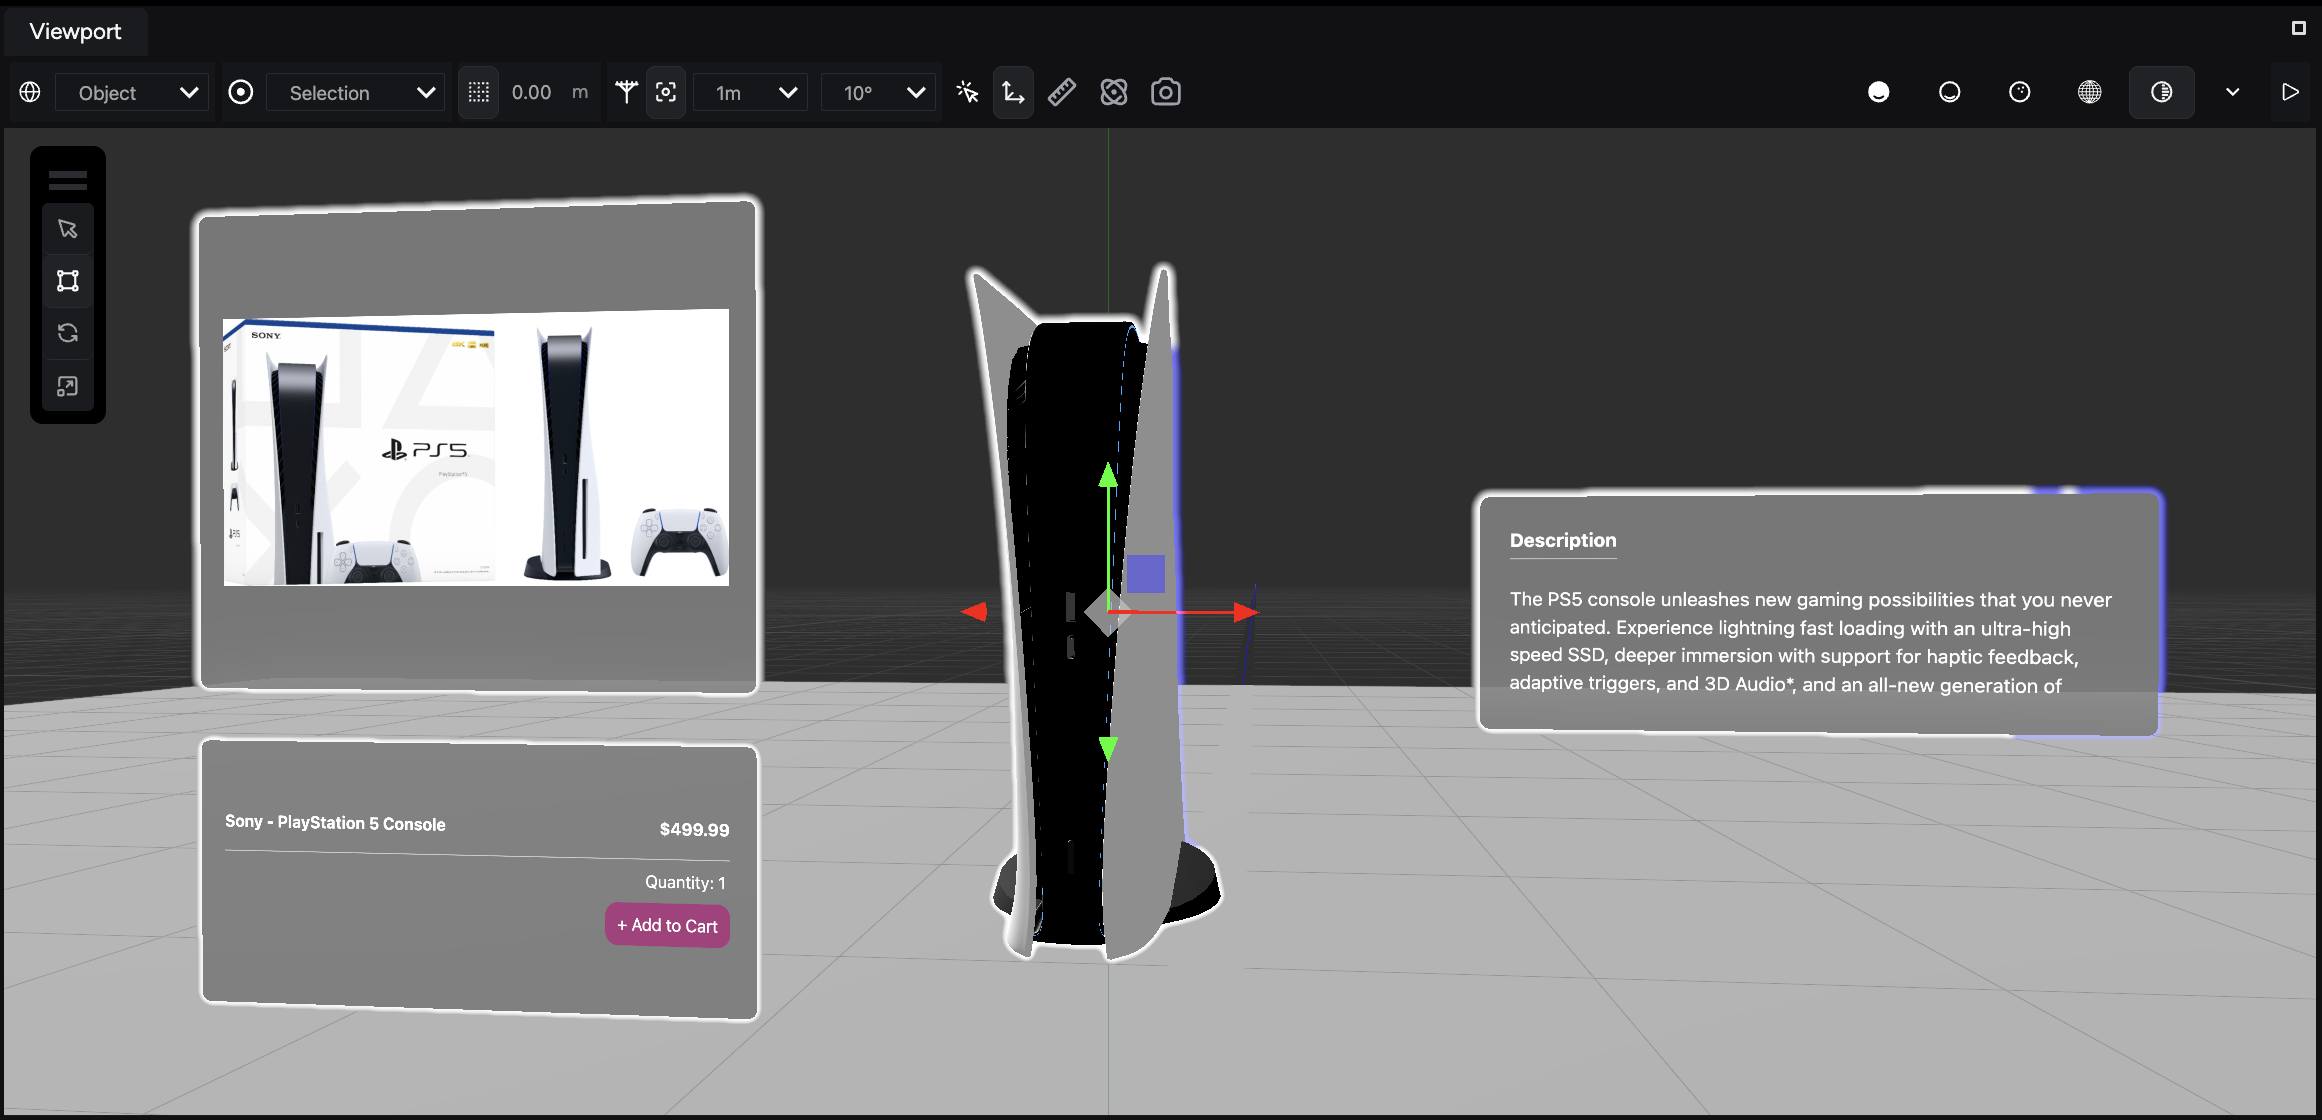 Viewport
Object
Selection
0.00 m
1m
10°
SONY
PS5
PlayStation 5
Description
The PS5 console unleashes new gaming possibilities that you never
anticipated. Experience lightning fast loading with an ultra-high
speed SSD, deeper immersion with support for haptic feedback,
adaptive triggers, and 3D Audio*, and an all-new generation of
Sony - PlayStation 5 Console
$499.99
Quantity: 1
+ Add to Cart